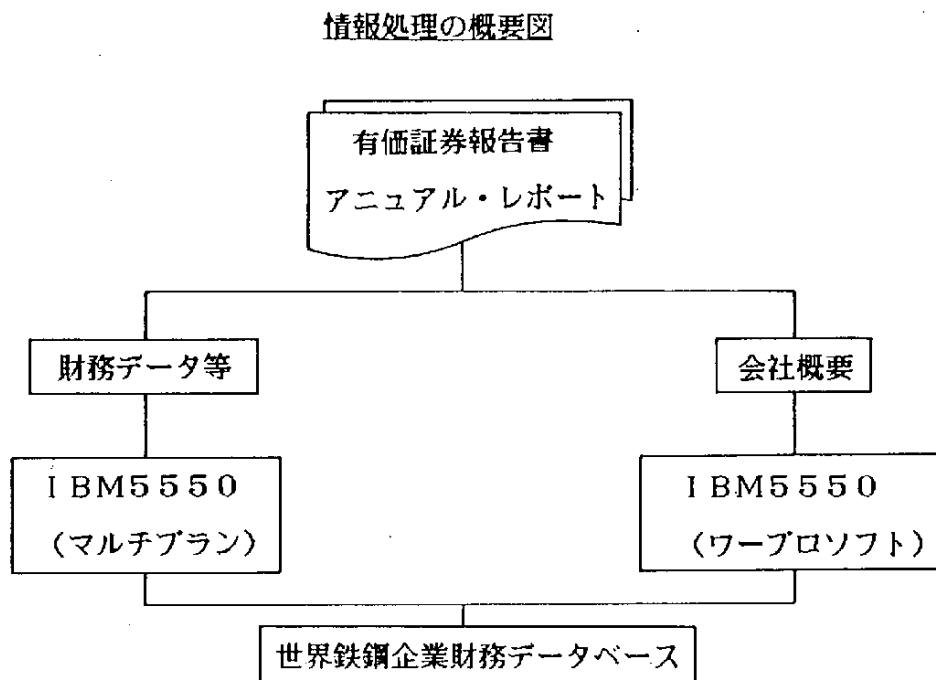 情報処理の概要図
有価証券報告書
アニュアル・レポート
財務データ等
会社概要
ＩＢＭ５５５０
（マルチプラン）
ＩＢＭ５５５０
（ワープロソフト）
世界鉄鋼企業財務データベース